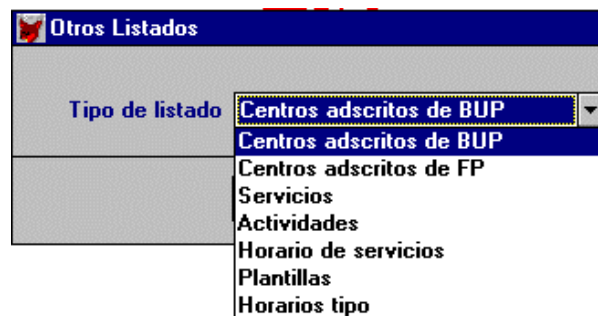 Otros Listados
Tipo de listado Centros adscritos de BUP
Centros adscritos de BUP
Centros adscritos de FP
Servicios
Actividades
Horario de servicios
Plantillas
Horarios tipo